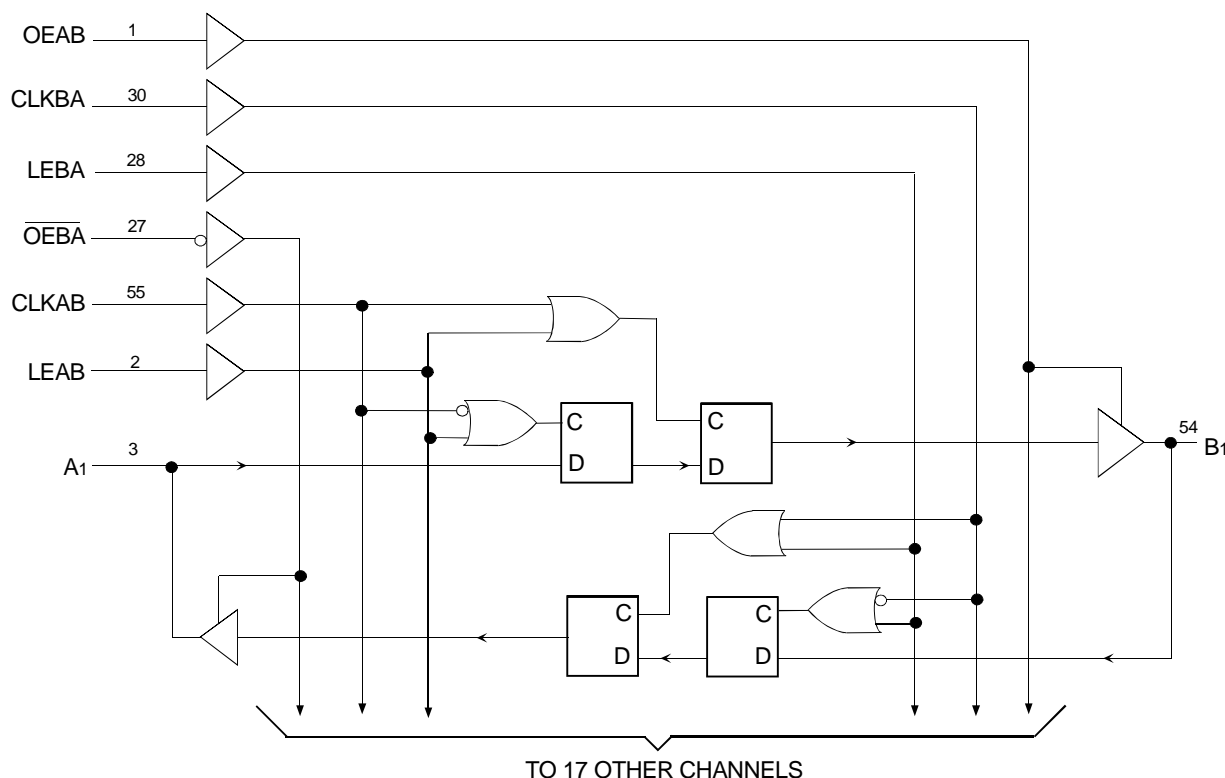 OEAB 1
CLKBA 30
LEBA 28
OEBA 27
CLKAB 55
LEAB 2
C C
A1 3 D D 54 B1
C C
D D
TO 17 OTHER CHANNELS